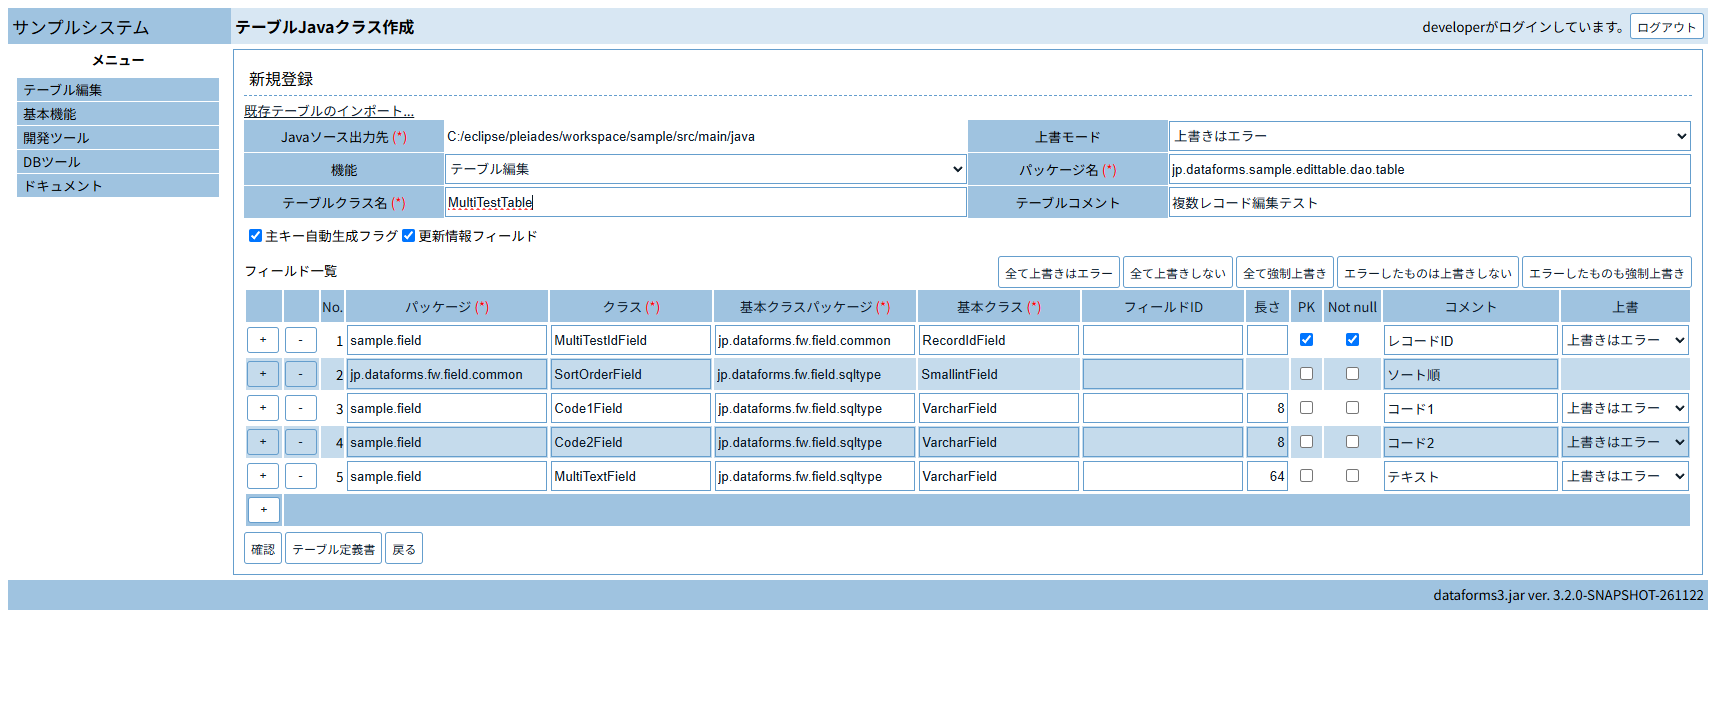 サンプルシステム テーブルJavaクラス作成 developerがログインしています。 ログアウト
メニュー
テーブル編集
基本機能
開発ツール
DBツール
ドキュメント
新規登録
既存テーブルのインポート...
Javaソース出力先 (*) C:/eclipse/pleiades/workspace/sample/src/main/java 上書モード 上書きはエラー
機能 テーブル編集 パッケージ名 (*) jp.dataforms.sample.edittable.dao.table
テーブルクラス名 (*) MultiTestTable テーブルコメント 複数レコード編集テスト
主キー自動生成フラグ 更新情報フィールド
フィールド一覧 全て上書きはエラー 全て上書きしない 全て強制上書き エラーしたものは上書きしない エラーしたものも強制上書き
No. パッケージ (*) クラス (*) 基本クラスパッケージ (*) 基本クラス (*) フィールドID 長さ PK Not null コメント 上書
+ - 1 sample.field MultiTestIdField jp.dataforms.fw.field.common RecordIdField レコードID 上書きはエラー
+ - 2 jp.dataforms.fw.field.common SortOrderField jp.dataforms.fw.field.sqltype SmallintField ソート順
+ - 3 sample.field Code1Field jp.dataforms.fw.field.sqltype VarcharField 8 コード1 上書きはエラー
+ - 4 sample.field Code2Field jp.dataforms.fw.field.sqltype VarcharField 8 コード2 上書きはエラー
+ - 5 sample.field MultiTextField jp.dataforms.fw.field.sqltype VarcharField 64 テキスト 上書きはエラー
+
確認 テーブル定義書 戻る
dataforms3.jar ver. 3.2.0-SNAPSHOT-261122